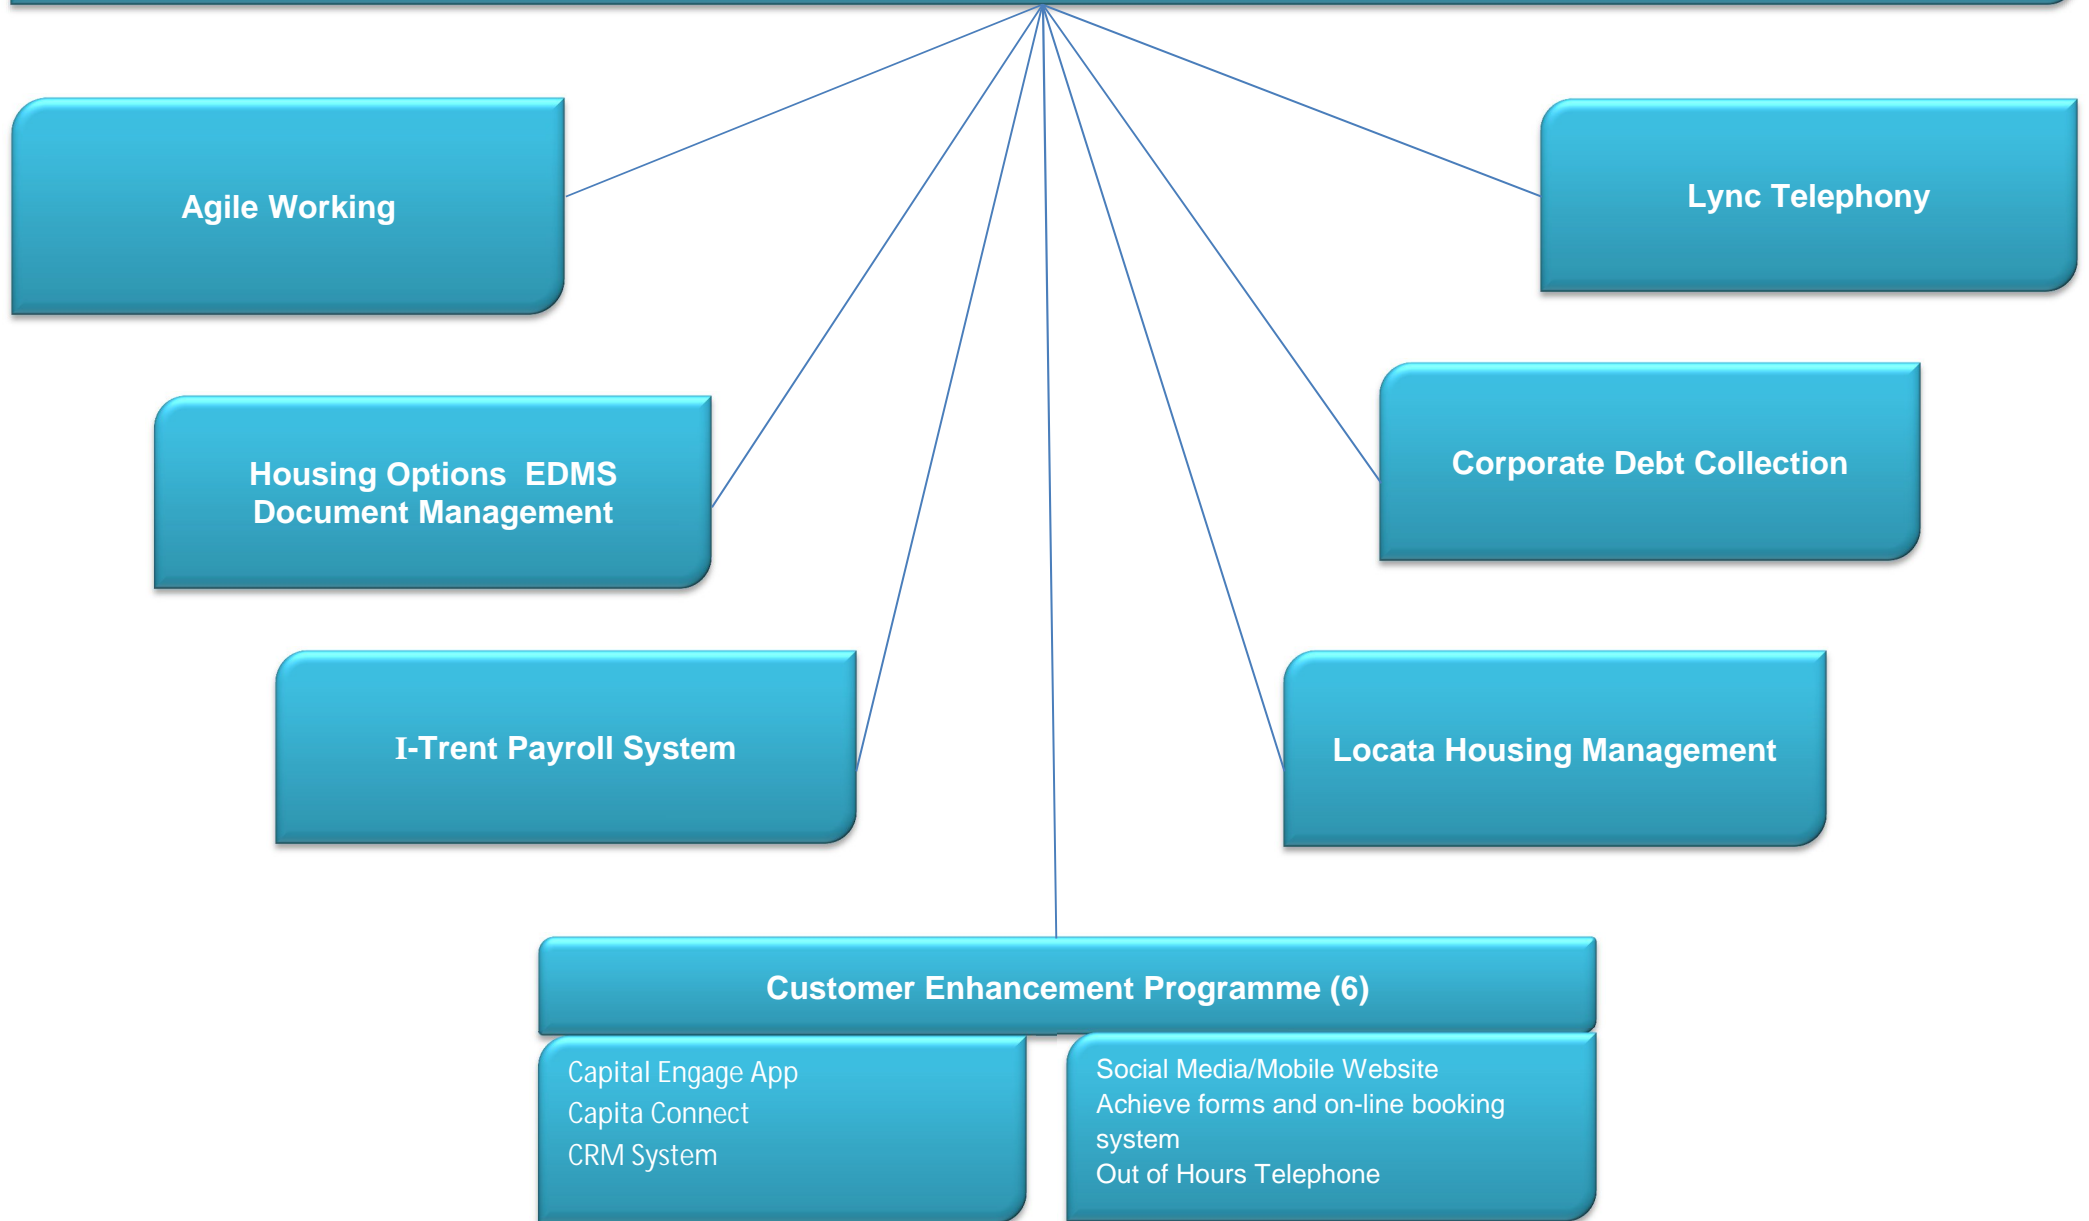 Agile Working
Lync Telephony
Housing Options  EDMS
Document Management
Corporate Debt Collection
I-Trent Payroll System
Locata Housing Management
Customer Enhancement Programme (6)
Capital Engage App
Capita Connect
CRM System
Social Media/Mobile Website
Achieve forms and on-line booking
system
Out of Hours Telephone